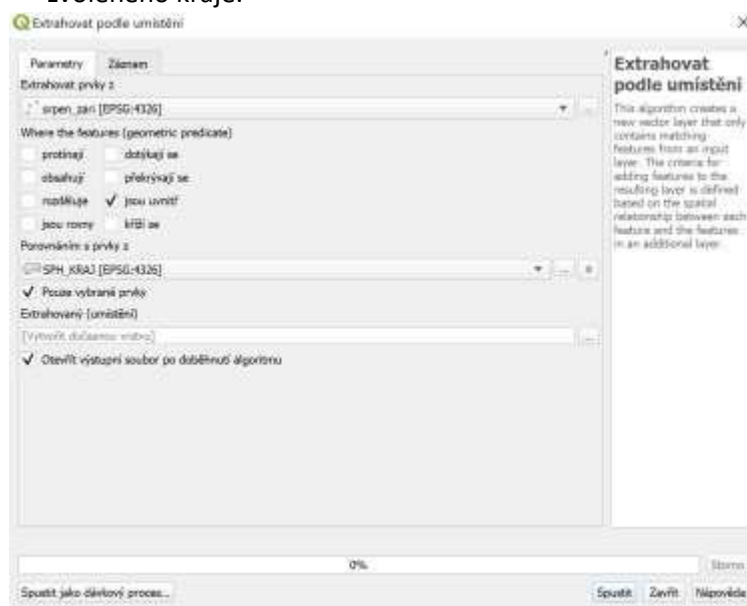 zvoleného kraje.
Extrahovat podle umístění
Parametry Záznam
Extrahovat prvky z
srpen_zari [EPSG:4326]
Where the features (geometric predicate)
protínají dotýkají se
obsahují překrývají se
rozděluje jsou uvnitř
jsou rovny kříží se
Porovnáním s prvky z
SPH_KRAJ [EPSG:4326]
Pouze vybrané prvky
Extrahovaný (umístění)
[Vytvořit dočasnou vrstvu]
Otevřít výstupní soubor po doběhnutí algoritmu
Extrahovat
podle umístění
This algorithm creates a
new vector layer that only
contains matching
features from an input
layer. The criteria for
adding features to the
resulting layer is defined
based on the spatial
relationship between each
feature and the features
in an additional layer.
0%
Storno
Spustit jako dávkový proces...
Spustit Zavřít Nápověda